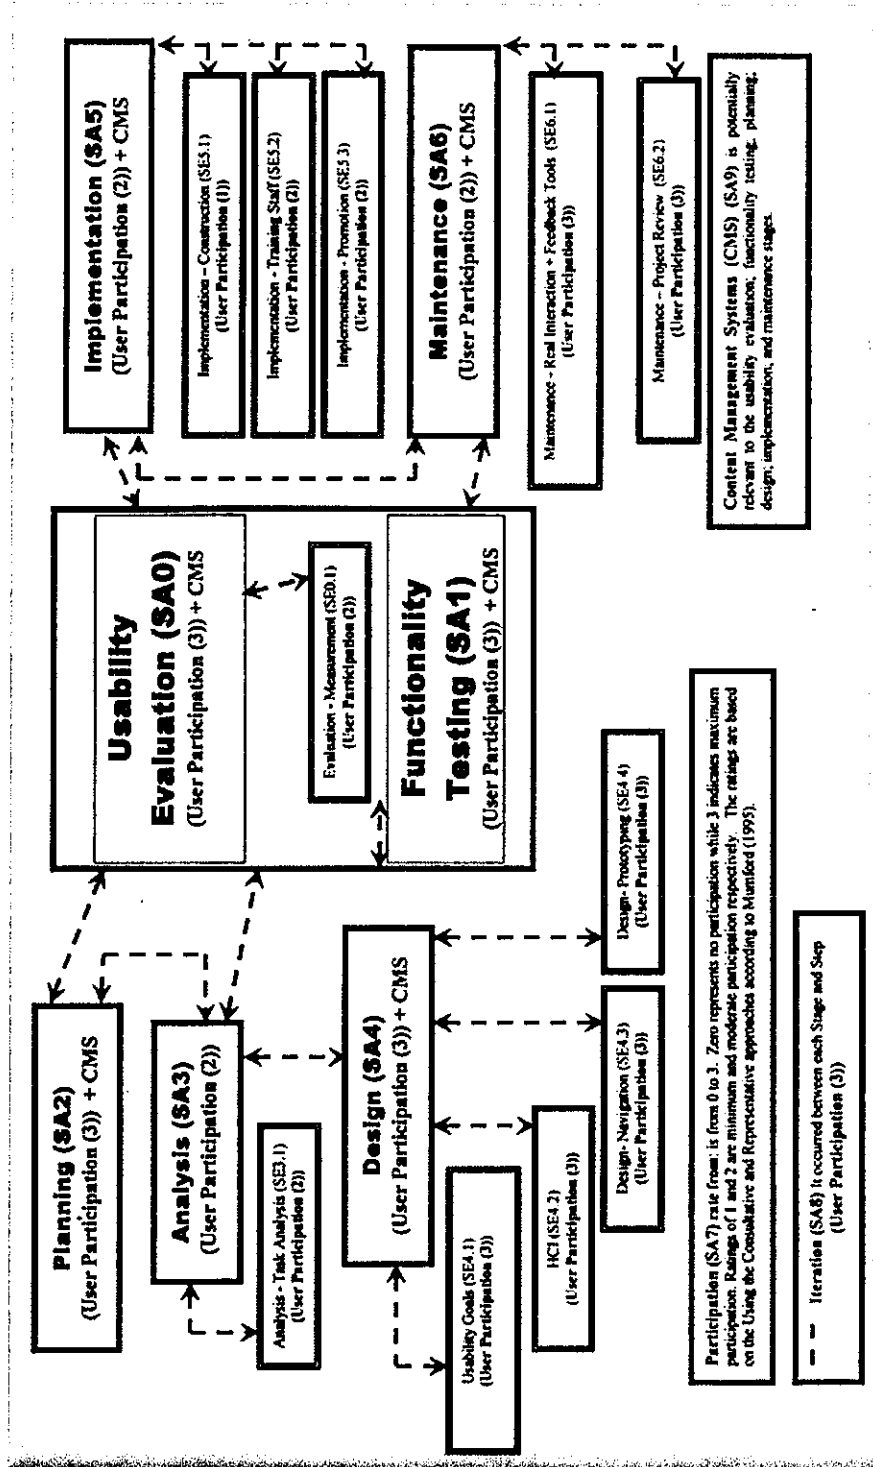 Planning (SA2)
(User Participation (3)) + CMS
Analysis (SA3)
(User Participation (2))
Analysis - Task Analysis (SE3.1)
(User Participation (2))
Design (SA4)
(User Participation (3)) + CMS
Usability Goals (SE4.1)
(User Participation (3))
HCI (SE4.2)
(User Participation (3))
Design- Navigation (SE4.3)
(User Participation (3))
Design- Prototyping (SE4.4)
(User Participation (3))
Usability
Evaluation (SA0)
(User Participation (3)) + CMS
Evaluation - Measurement (SE0.1)
(User Participation (2))
Functionality
Testing (SA1)
(User Participation (3)) + CMS
Implementation (SA5)
(User Participation (2)) + CMS
Implementation – Construction (SE5.1)
(User Participation (1))
Implementation - Training Staff (SE5.2)
(User Participation (2))
Implementation - Promotion (SE5.3)
(User Participation (2))
Maintenance (SA6)
(User Participation (2)) + CMS
Maintenance - Real Interaction + Feedback Tools (SE6.1)
(User Participation (3))
Maintenance – Project Review (SE6.2)
(User Participation (3))
Participation (SA7) rate from: is from 0 to 3. Zero represents no participation while 3 indicates maximum
participation. Ratings of 1 and 2 are minimum and moderate participation respectively. The ratings are based
on the Using the Consultative and Representative approaches according to Mumford (1995).
Iteration (SA8) It occurred between each Stage and Step
(User Participation (3))
Content Management Systems (CMS) (SA9) is potentially
relevant to the usability evaluation; functionality testing, planning;
design; implementation; and maintenance stages.